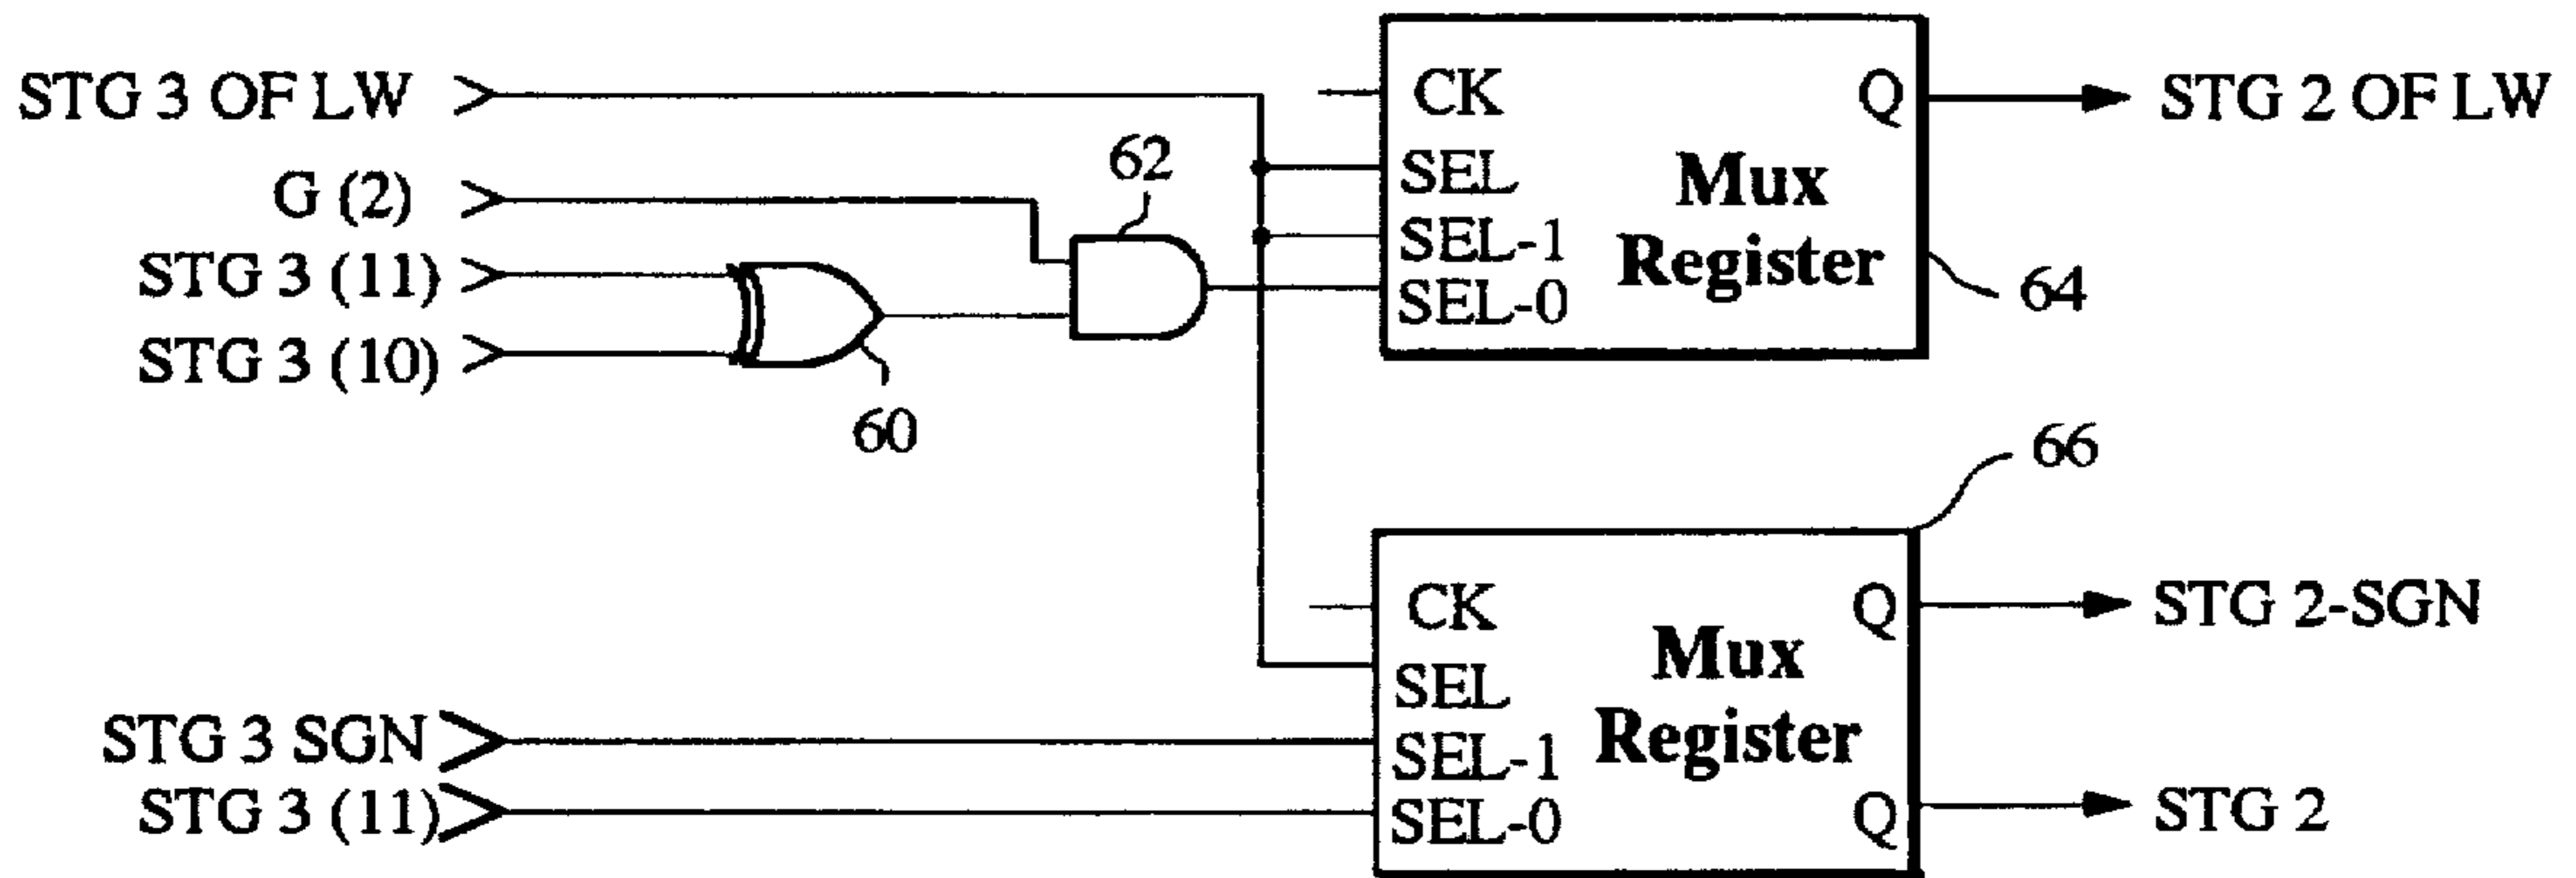 STG 3 OF LW
G (2)
STG 3 (11)
STG 3 (10)
60
62
CK
SEL
SEL-1
SEL-0
Mux
Register
Q
STG 2 OF LW
64
66
STG 3 SGN
STG 3 (11)
CK
SEL
SEL-1
SEL-0
Mux
Register
Q
Q
STG 2-SGN
STG 2